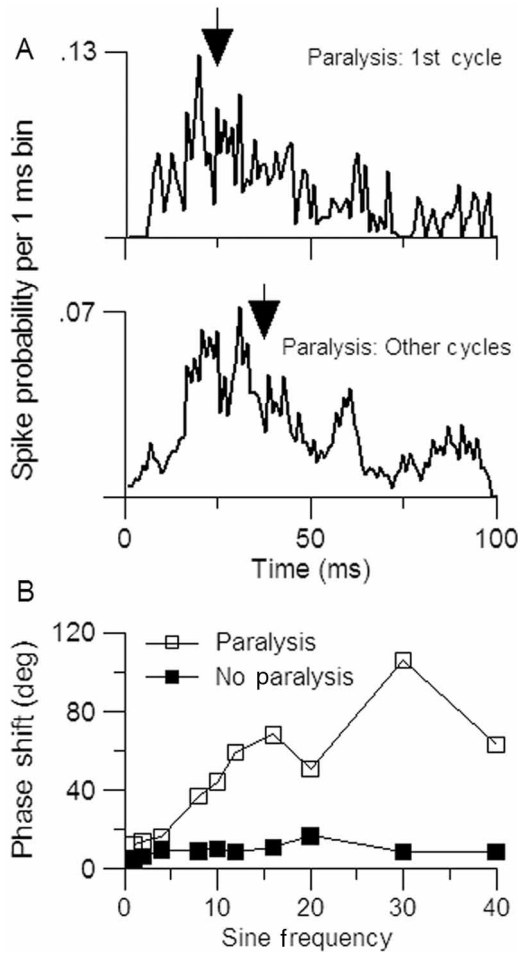 A
.13
Paralysis: 1st cycle
Spike probability per 1 ms bin
.07
Paralysis: Other cycles
0
50
100
Time (ms)
B
120
Paralysis
No paralysis
80
Phase shift (deg)
40
0
0
10
20
30
40
Sine frequency